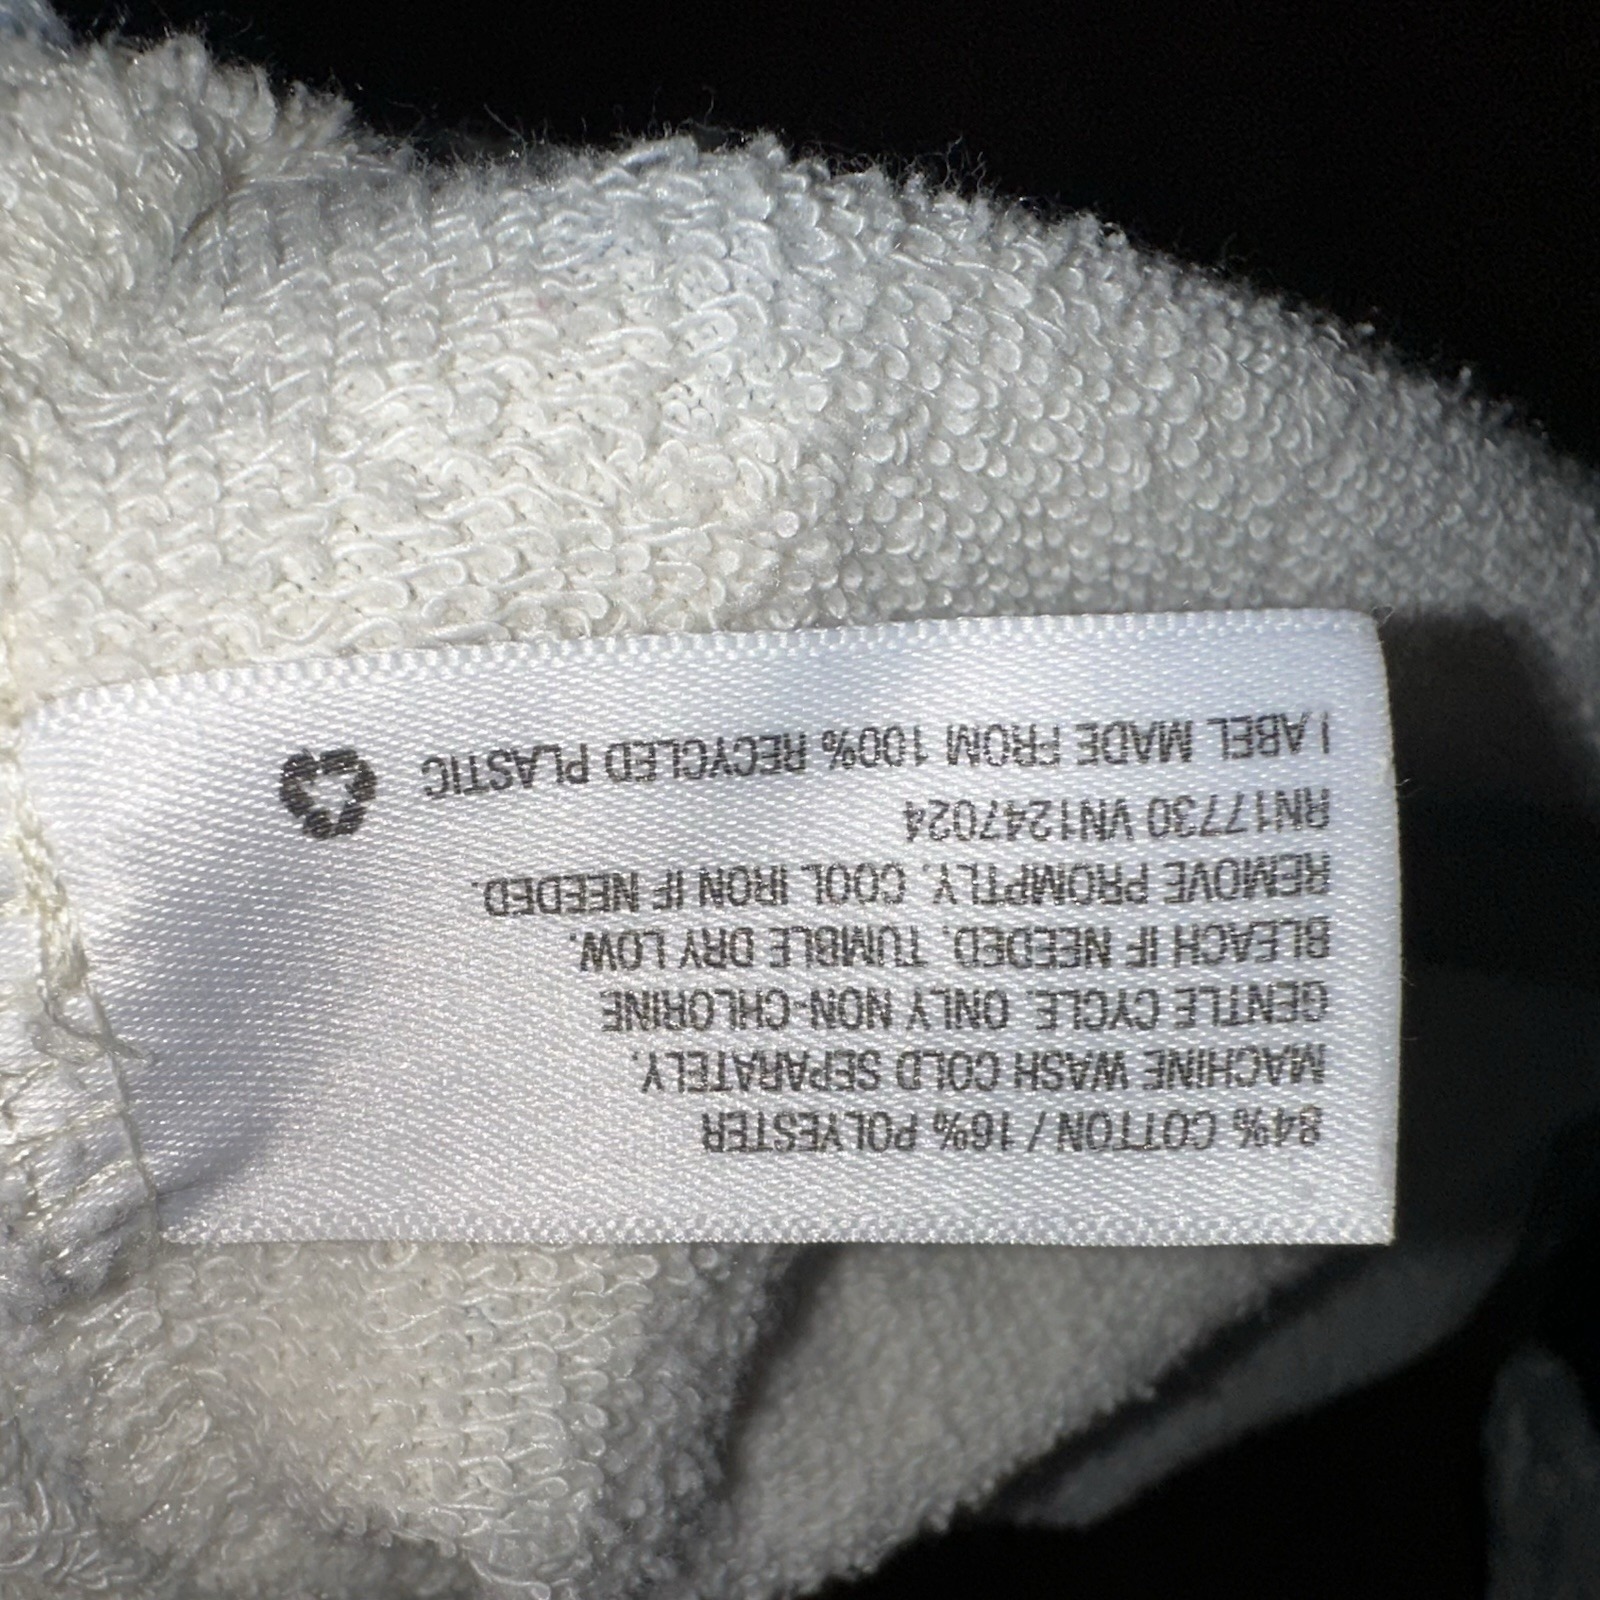 84% COTTON / 16% POLYESTER
MACHINE WASH COLD SEPARATELY,
GENTLE CYCLE. ONLY NON-CHLORINE
BLEACH IF NEEDED. TUMBLE DRY LOW.
REMOVE PROMPTLY. COOL IRON IF NEEDED.
RN17730 VN1247024
LABEL MADE FROM 100% RECYCLED PLASTIC